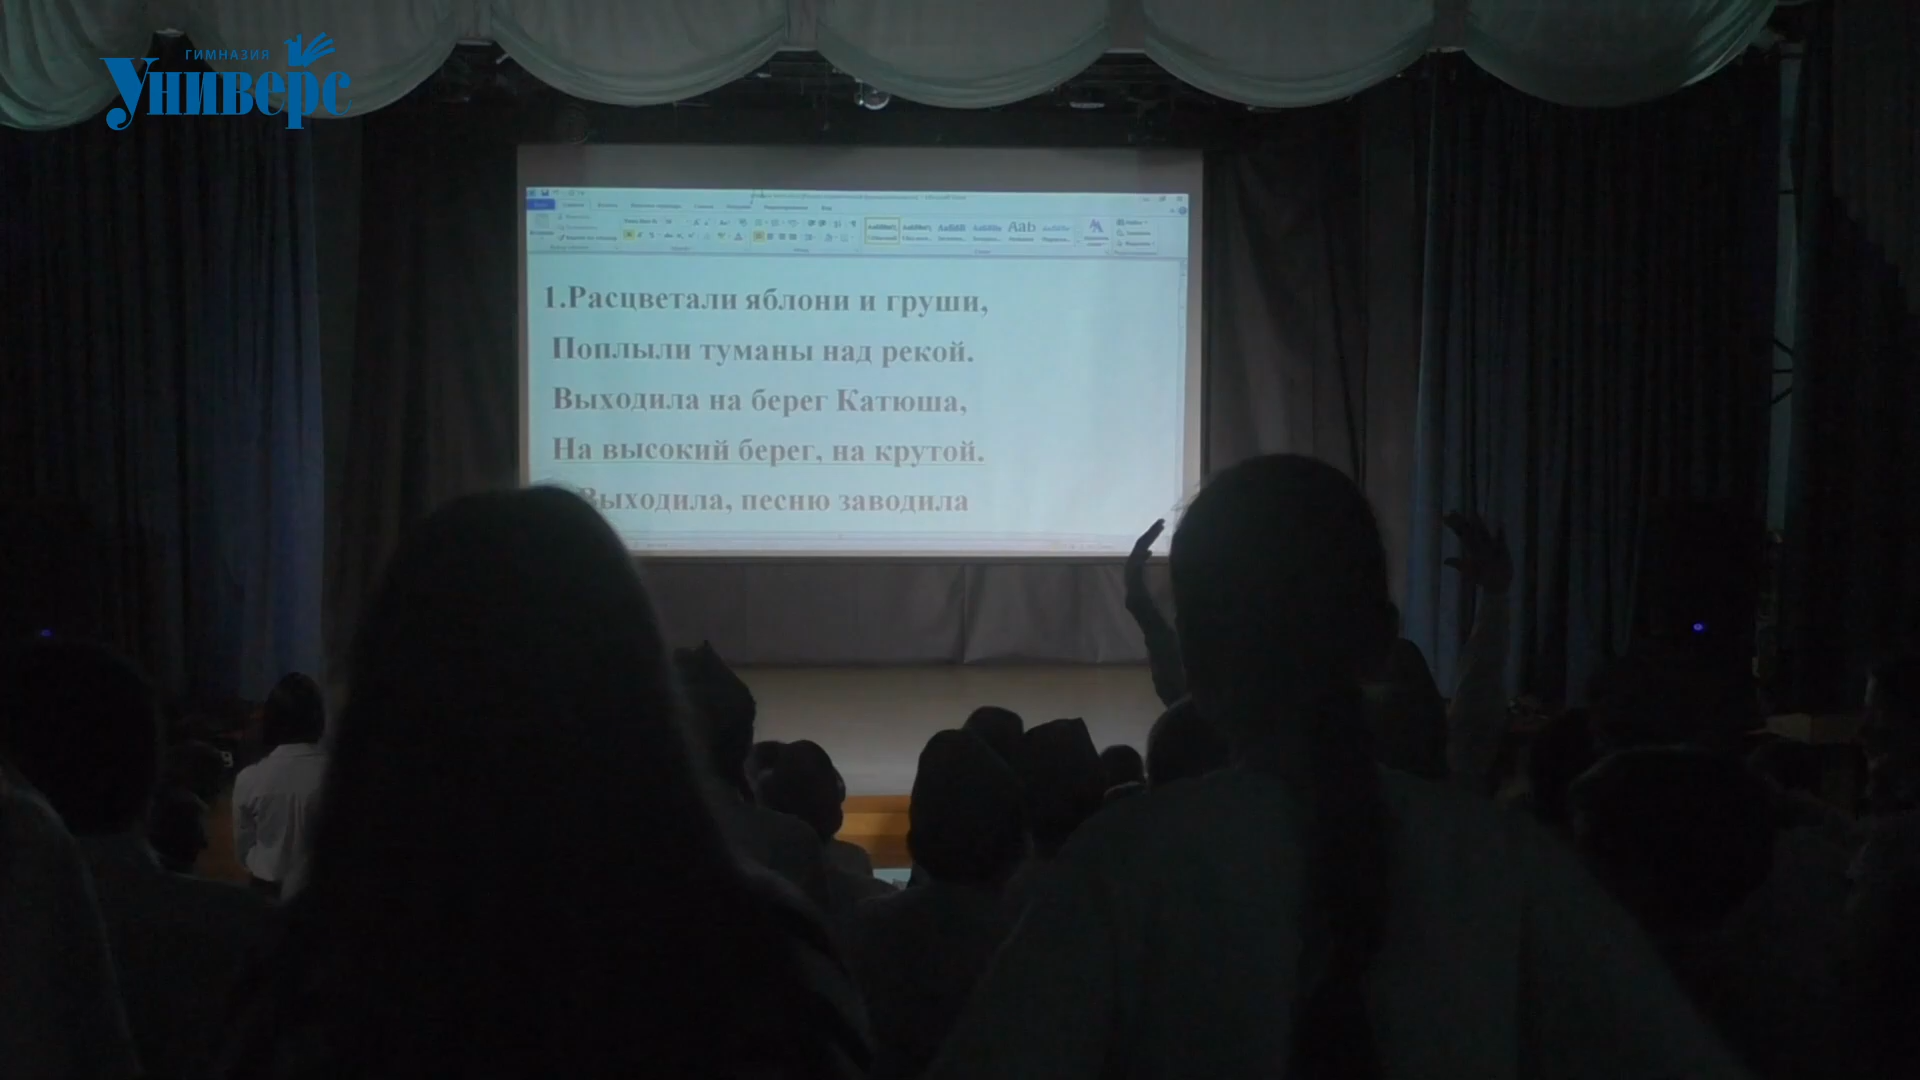 ГИМНАЗИЯ
Универс
Aab
1.Расцветали яблони и груши,
Поплыли туманы над рекой.
Выходила на берег Катюша,
На высокий берег, на крутой.
Выходила, песню заводила